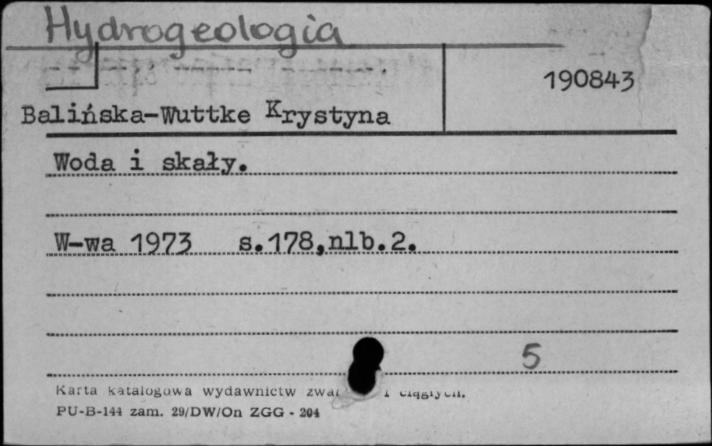 Hydrogeologia
190843
Balińska-Wuttke Krystyna
Woda i skały.
W-wa 1973 s.178,nlb.2.
5
Karta katalogowa wydawnictw i
PU-B-144 zam. 29/DW/On ZGG - 204